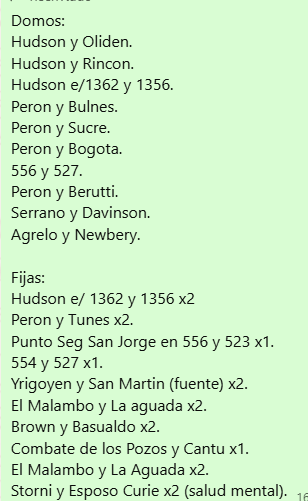 Domos:
Hudson y Oliden.
Hudson y Rincon.
Hudson e/1362 y 1356.
Peron y Bulnes.
Peron y Sucre.
Peron y Bogota.
556 y 527.
Peron y Berutti.
Serrano y Davinson.
Agrelo y Newbery.

Fijas:
Hudson e/ 1362 y 1356 x2
Peron y Tunes x2.
Punto Seg San Jorge en 556 y 523 x1.
554 y 527 x1.
Yrigoyen y San Martin (fuente) x2.
El Malambo y La aguada x2.
Brown y Basualdo x2.
Combate de los Pozos y Cantu x1.
El Malambo y La Aguada x2.
Storni y Esposo Curie x2 (salud mental).